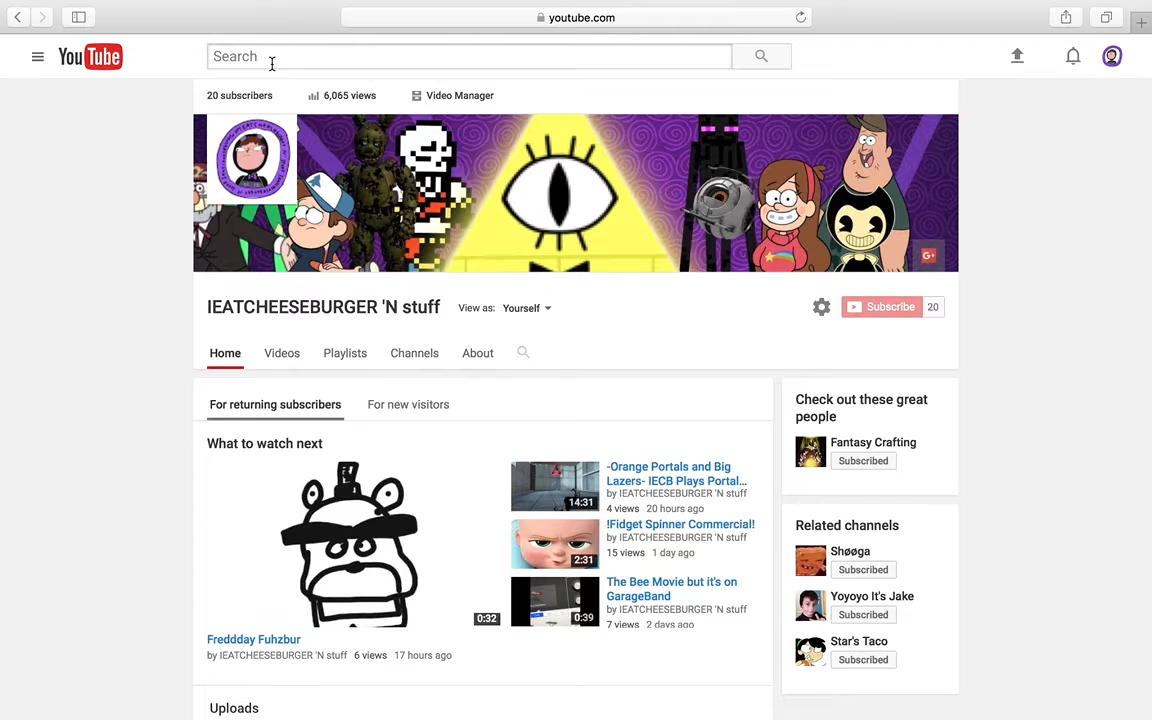 youtube.com
YouTube
Search
20 subscribers
6,065 views
Video Manager
G+
IEATCHEESEBURGER 'N stuff
View as: Yourself
Subscribe 20
Home Videos Playlists Channels About
For returning subscribers
For new visitors
What to watch next
0:32
Freddday Fuhzbur
by IEATCHEESEBURGER 'N stuff 6 views 17 hours ago
14:31
-Orange Portals and Big
Lazers- IECB Plays Portal...
by IEATCHEESEBURGER 'N stuff
4 views 20 hours ago
2:31
!Fidget Spinner Commercial!
by IEATCHEESEBURGER 'N stuff
15 views 1 day ago
0:39
The Bee Movie but it's on
GarageBand
by IEATCHEESEBURGER 'N stuff
7 views 2 days ago
Uploads
Check out these great
people
Fantasy Crafting
Subscribed
Related channels
Shøøga
Subscribed
Yoyoyo It's Jake
Subscribed
Star's Taco
Subscribed